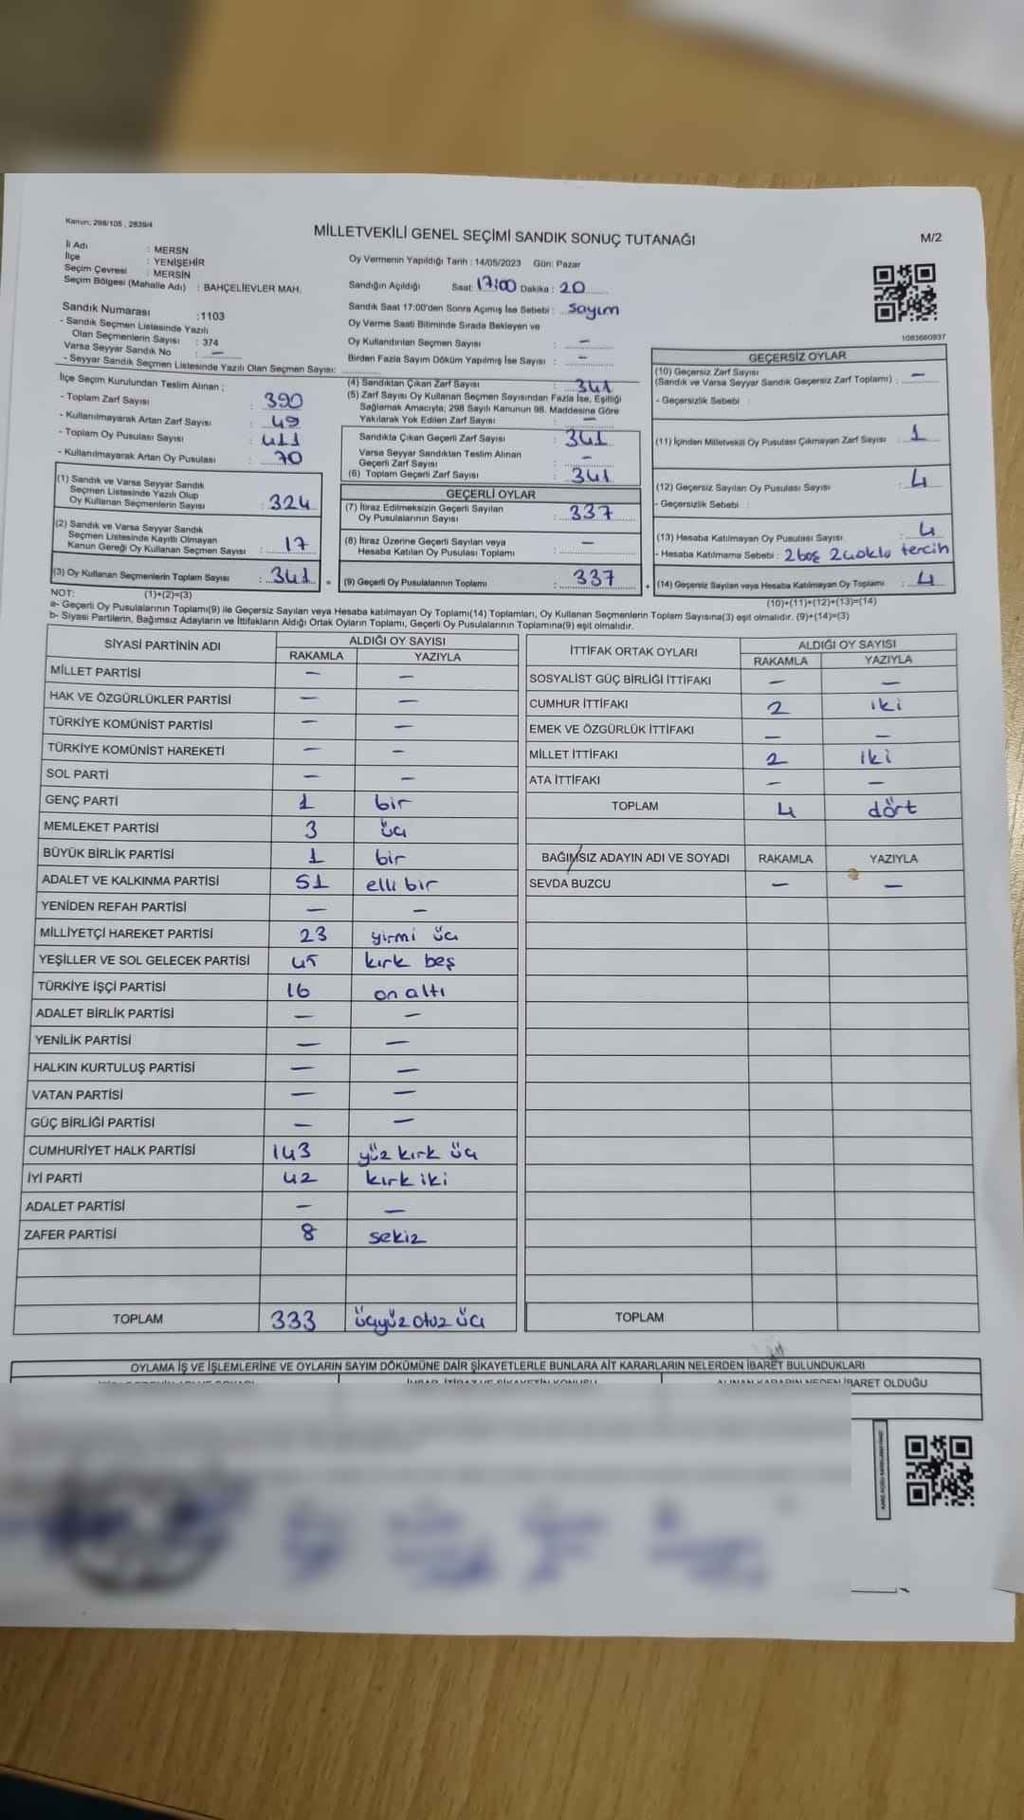 Kanun: 298/105, 2839/4
MİLLETVEKİLİ GENEL SEÇİMİ SANDIK SONUÇ TUTANAĞI
M/2
İl Adı : MERSN
İlçe : YENİŞEHİR
Seçim Çevresi : MERSİN
Seçim Bölgesi (Mahalle Adı) : BAHÇELİEVLER MAH.
Oy Vermenin Yapıldığı Tarih : 14/05/2023 Gün: Pazar
Sandığın Açıldığı Saat: 17:00 Dakika : 20
Sandık Saat 17:00'den Sonra Açımış İse Sebebi : sayım
Oy Verme Saati Bitiminde Sırada Bekleyen ve
Oy Kullandırılan Seçmen Sayısı : —
Birden Fazla Sayım Döküm Yapılmış İse Sayısı : —
1083660937
Sandık Numarası :1103
- Sandık Seçmen Listesinde Yazılı
Olan Seçmenlerin Sayısı : 374
Varsa Seyyar Sandık No : —
- Seyyar Sandık Seçmen Listesinde Yazılı Olan Seçmen Sayısı:
İlçe Seçim Kurulundan Teslim Alınan ;
- Toplam Zarf Sayısı : 390
- Kullanılmayarak Artan Zarf Sayısı : 49
- Toplam Oy Pusulası Sayısı : 411
- Kullanılmayarak Artan Oy Pusulası : 70
(1) Sandık ve Varsa Seyyar Sandık
Seçmen Listesinde Yazılı Olup
Oy Kullanan Seçmenlerin Sayısı : 324
(2) Sandık ve Varsa Seyyar Sandık
Seçmen Listesinde Kayıtlı Olmayan
Kanun Gereği Oy Kullanan Seçmen Sayısı : 17
(3) Oy Kullanan Seçmenlerin Toplam Sayısı : 341
(4) Sandıktan Çıkan Zarf Sayısı : 341
(5) Zarf Sayısı Oy Kullanan Seçmen Sayısından Fazla İse, Eşitliği
Sağlamak Amacıyla; 298 Sayılı Kanunun 98. Maddesine Göre
Yakılarak Yok Edilen Zarf Sayısı : —
Sandıkta Çıkan Geçerli Zarf Sayısı : 341
Varsa Seyyar Sandıktan Teslim Alınan
Geçerli Zarf Sayısı : —
(6) Toplam Geçerli Zarf Sayısı : 341
GEÇERLİ OYLAR
(7) İtiraz Edilmeksizin Geçerli Sayılan
Oy Pusulalarının Sayısı : 337
(8) İtiraz Üzerine Geçerli Sayılan veya
Hesaba Katılan Oy Pusulası Toplamı : —
(9) Geçerli Oy Pusulalarının Toplamı : 337
GEÇERSİZ OYLAR
(10) Geçersiz Zarf Sayısı
(Sandık ve Varsa Seyyar Sandık Geçersiz Zarf Toplamı) : —
- Geçersizlik Sebebi :
(11) İçinden Milletvekili Oy Pusulası Çıkmayan Zarf Sayısı : 1
(12) Geçersiz Sayılan Oy Pusulası Sayısı : 4
- Geçersizlik Sebebi :
(13) Hesaba Katılmayan Oy Pusulası Sayısı : 4
- Hesaba Katılmama Sebebi : 2 boş 2 çoklu tercih
(14) Geçersiz Sayılan veya Hesaba Katılmayan Oy Toplamı : 4
NOT: (1)+(2)=(3)
(10)+(11)+(12)+(13)=(14)
a- Geçerli Oy Pusulalarının Toplamı(9) ile Geçersiz Sayılan veya Hesaba katılmayan Oy Toplamı(14) Toplamları, Oy Kullanan Seçmenlerin Toplam Sayısına(3) eşit olmalıdır. (9)+(14)=(3)
b- Siyasi Partilerin, Bağımsız Adayların ve İttifakların Aldığı Ortak Oyların Toplamı, Geçerli Oy Pusulalarının Toplamına(9) eşit olmalıdır.
SİYASİ PARTİNİN ADI ALDIĞI OY SAYISI
RAKAMLA YAZIYLA
MİLLET PARTİSİ — —
HAK VE ÖZGÜRLÜKLER PARTİSİ — —
TÜRKİYE KOMÜNİST PARTİSİ — —
TÜRKİYE KOMÜNİST HAREKETİ — —
SOL PARTİ — —
GENÇ PARTİ 1 bir
MEMLEKET PARTİSİ 3 üç
BÜYÜK BİRLİK PARTİSİ 1 bir
ADALET VE KALKINMA PARTİSİ 51 elli bir
YENİDEN REFAH PARTİSİ — —
MİLLİYETÇİ HAREKET PARTİSİ 23 yirmi üç
YEŞİLLER VE SOL GELECEK PARTİSİ 45 kırk beş
TÜRKİYE İŞÇİ PARTİSİ 16 on altı
ADALET BİRLİK PARTİSİ — —
YENİLİK PARTİSİ — —
HALKIN KURTULUŞ PARTİSİ — —
VATAN PARTİSİ — —
GÜÇ BİRLİĞİ PARTİSİ — —
CUMHURİYET HALK PARTİSİ 143 yüz kırk üç
İYİ PARTİ 42 kırk iki
ADALET PARTİSİ — —
ZAFER PARTİSİ 8 sekiz
TOPLAM 333 üçyüz otuz üç
İTTİFAK ORTAK OYLARI ALDIĞI OY SAYISI
RAKAMLA YAZIYLA
SOSYALİST GÜÇ BİRLİĞİ İTTİFAKI — —
CUMHUR İTTİFAKI 2 iki
EMEK VE ÖZGÜRLÜK İTTİFAKI — —
MİLLET İTTİFAKI 2 iki
ATA İTTİFAKI — —
TOPLAM 4 dört
BAĞIMSIZ ADAYIN ADI VE SOYADI RAKAMLA YAZIYLA
SEVDA BUZCU — —
TOPLAM
OYLAMA İŞ VE İŞLEMLERİNE VE OYLARIN SAYIM DÖKÜMÜNE DAİR ŞİKAYETLERLE BUNLARA AİT KARARLARIN NELERDEN İBARET BULUNDUKLARI
İHBAR, İTİRAZ VE ŞİKAYETİN KONUSU
ALINAN KARARIN NEDEN İBARET OLDUĞU